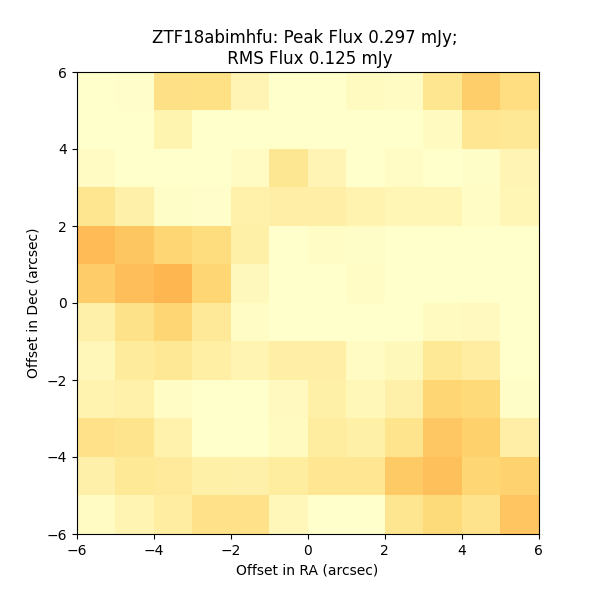 ZTF18abimhfu: Peak Flux 0.297 mJy;
RMS Flux 0.125 mJy
6
4
2
0
−2
−4
−6
Offset in Dec (arcsec)
−6 −4 −2 0 2 4 6
Offset in RA (arcsec)